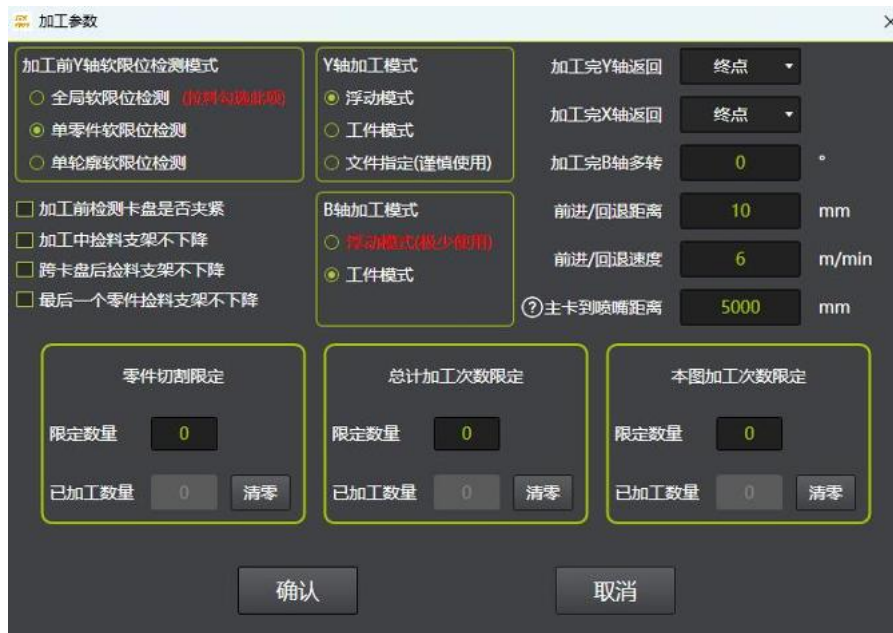 加工参数
加工前Y轴软限位检测模式
全局软限位检测 (拉料勾选此项)
单零件软限位检测
单轮廓软限位检测
加工前检测卡盘是否夹紧
加工中捡料支架不下降
跨卡盘后捡料支架不下降
最后一个零件捡料支架不下降
Y轴加工模式
浮动模式
工件模式
文件指定(谨慎使用)
B轴加工模式
浮动模式(极少使用)
工件模式
加工完Y轴返回 终点
加工完X轴返回 终点
加工完B轴多转 0 °
前进/回退距离 10 mm
前进/回退速度 6 m/min
?主卡到喷嘴距离 5000 mm
零件切割限定
限定数量 0
已加工数量 0 清零
总计加工次数限定
限定数量 0
已加工数量 0 清零
本图加工次数限定
限定数量 0
已加工数量 0 清零
确认
取消